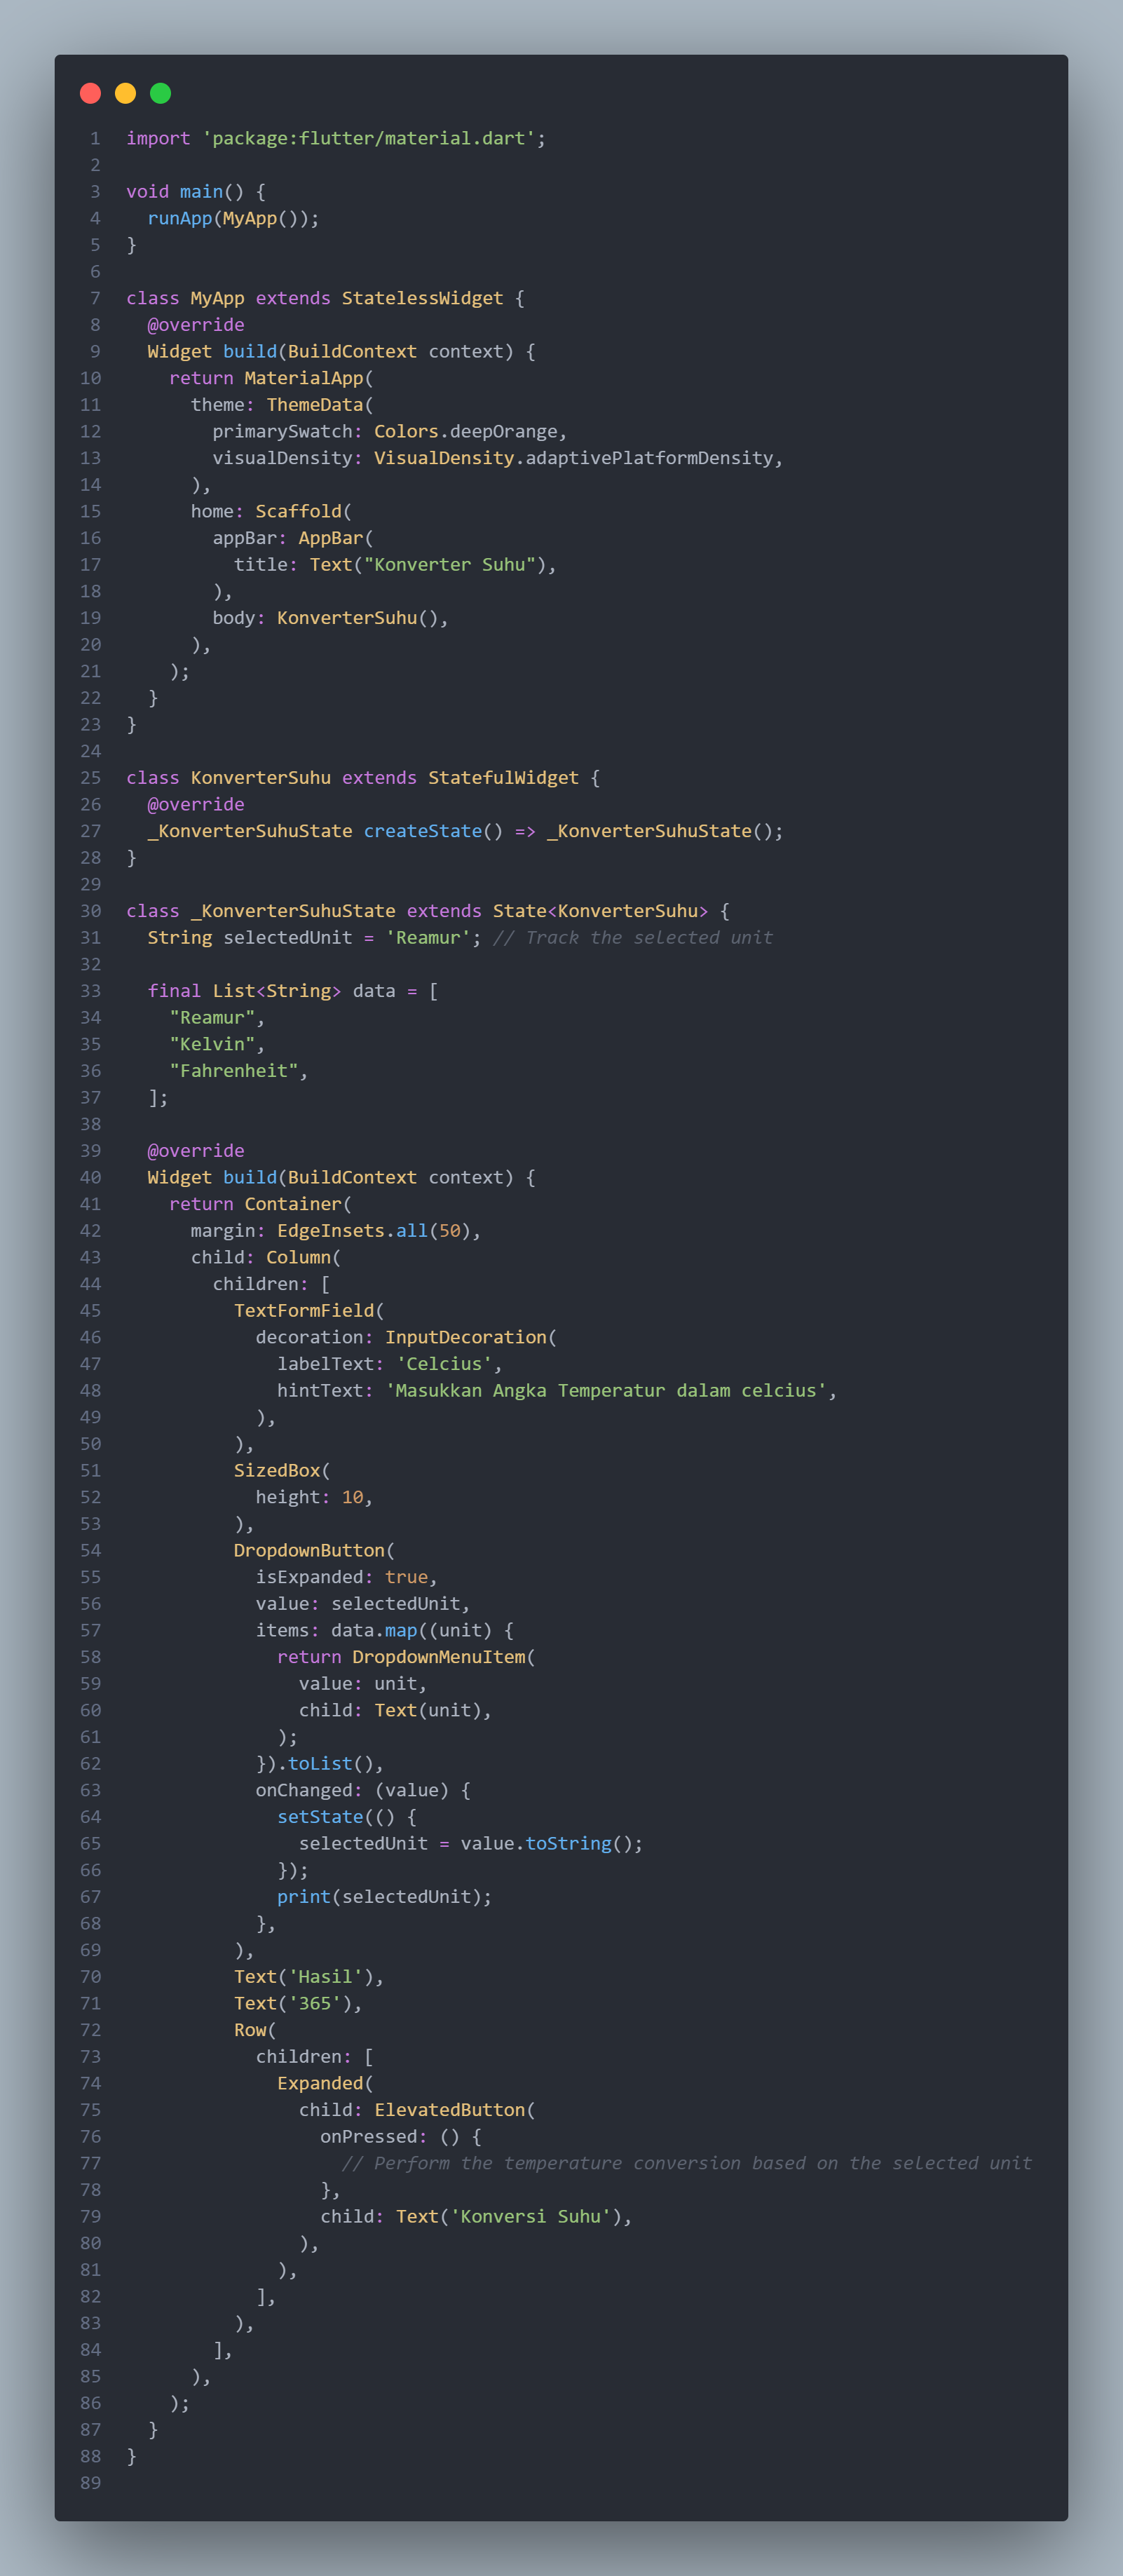 1 import 'package:flutter/material.dart';
2
3 void main() {
4   runApp(MyApp());
5 }
6
7 class MyApp extends StatelessWidget {
8   @override
9   Widget build(BuildContext context) {
10     return MaterialApp(
11       theme: ThemeData(
12         primarySwatch: Colors.deepOrange,
13         visualDensity: VisualDensity.adaptivePlatformDensity,
14       ),
15       home: Scaffold(
16         appBar: AppBar(
17           title: Text("Konverter Suhu"),
18         ),
19         body: KonverterSuhu(),
20       ),
21     );
22   }
23 }
24
25 class KonverterSuhu extends StatefulWidget {
26   @override
27   _KonverterSuhuState createState() => _KonverterSuhuState();
28 }
29
30 class _KonverterSuhuState extends State<KonverterSuhu> {
31   String selectedUnit = 'Reamur'; // Track the selected unit
32
33   final List<String> data = [
34     "Reamur",
35     "Kelvin",
36     "Fahrenheit",
37   ];
38
39   @override
40   Widget build(BuildContext context) {
41     return Container(
42       margin: EdgeInsets.all(50),
43       child: Column(
44         children: [
45           TextFormField(
46             decoration: InputDecoration(
47               labelText: 'Celcius',
48               hintText: 'Masukkan Angka Temperatur dalam celcius',
49             ),
50           ),
51           SizedBox(
52             height: 10,
53           ),
54           DropdownButton(
55             isExpanded: true,
56             value: selectedUnit,
57             items: data.map((unit) {
58               return DropdownMenuItem(
59                 value: unit,
60                 child: Text(unit),
61               );
62             }).toList(),
63             onChanged: (value) {
64               setState(() {
65                 selectedUnit = value.toString();
66               });
67               print(selectedUnit);
68             },
69           ),
70           Text('Hasil'),
71           Text('365'),
72           Row(
73             children: [
74               Expanded(
75                 child: ElevatedButton(
76                   onPressed: () {
77                     // Perform the temperature conversion based on the selected unit
78                   },
79                   child: Text('Konversi Suhu'),
80                 ),
81               ),
82             ],
83           ),
84         ],
85       ),
86     );
87   }
88 }
89